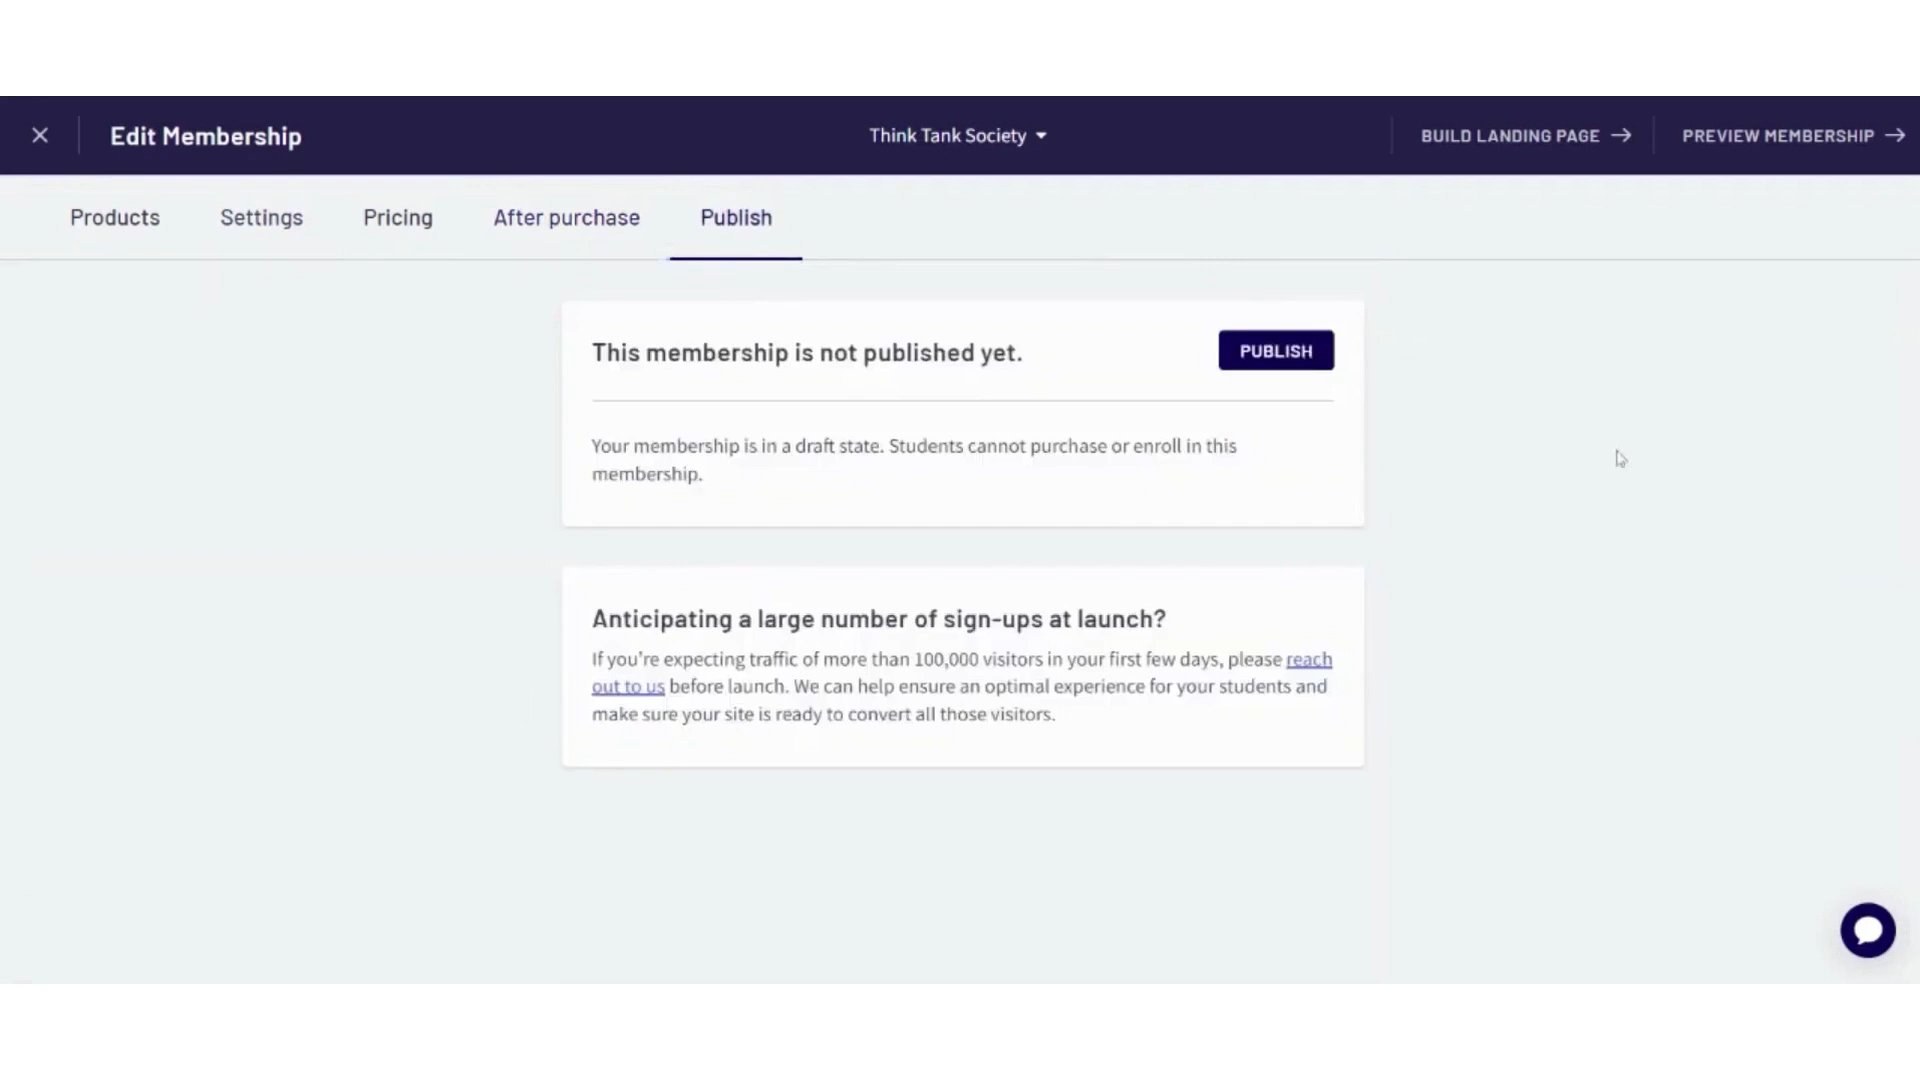 Edit Membership
Think Tank Society
BUILD LANDING PAGE
PREVIEW MEMBERSHIP
Products
Settings
Pricing
After purchase
Publish
This membership is not published yet.
PUBLISH
Your membership is in a draft state. Students cannot purchase or enroll in this
membership.
Anticipating a large number of sign-ups at launch?
If you're expecting traffic of more than 100,000 visitors in your first few days, please reach
out to us before launch. We can help ensure an optimal experience for your students and
make sure your site is ready to convert all those visitors.